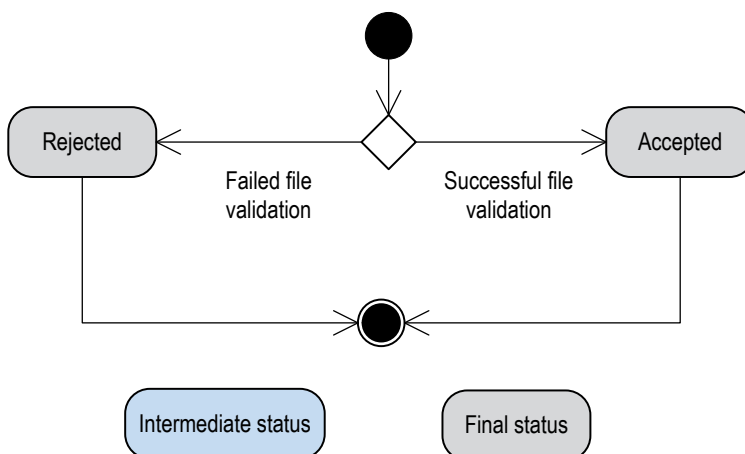 Rejected
Accepted
Failed file
validation
Successful file
validation
Intermediate status
Final status